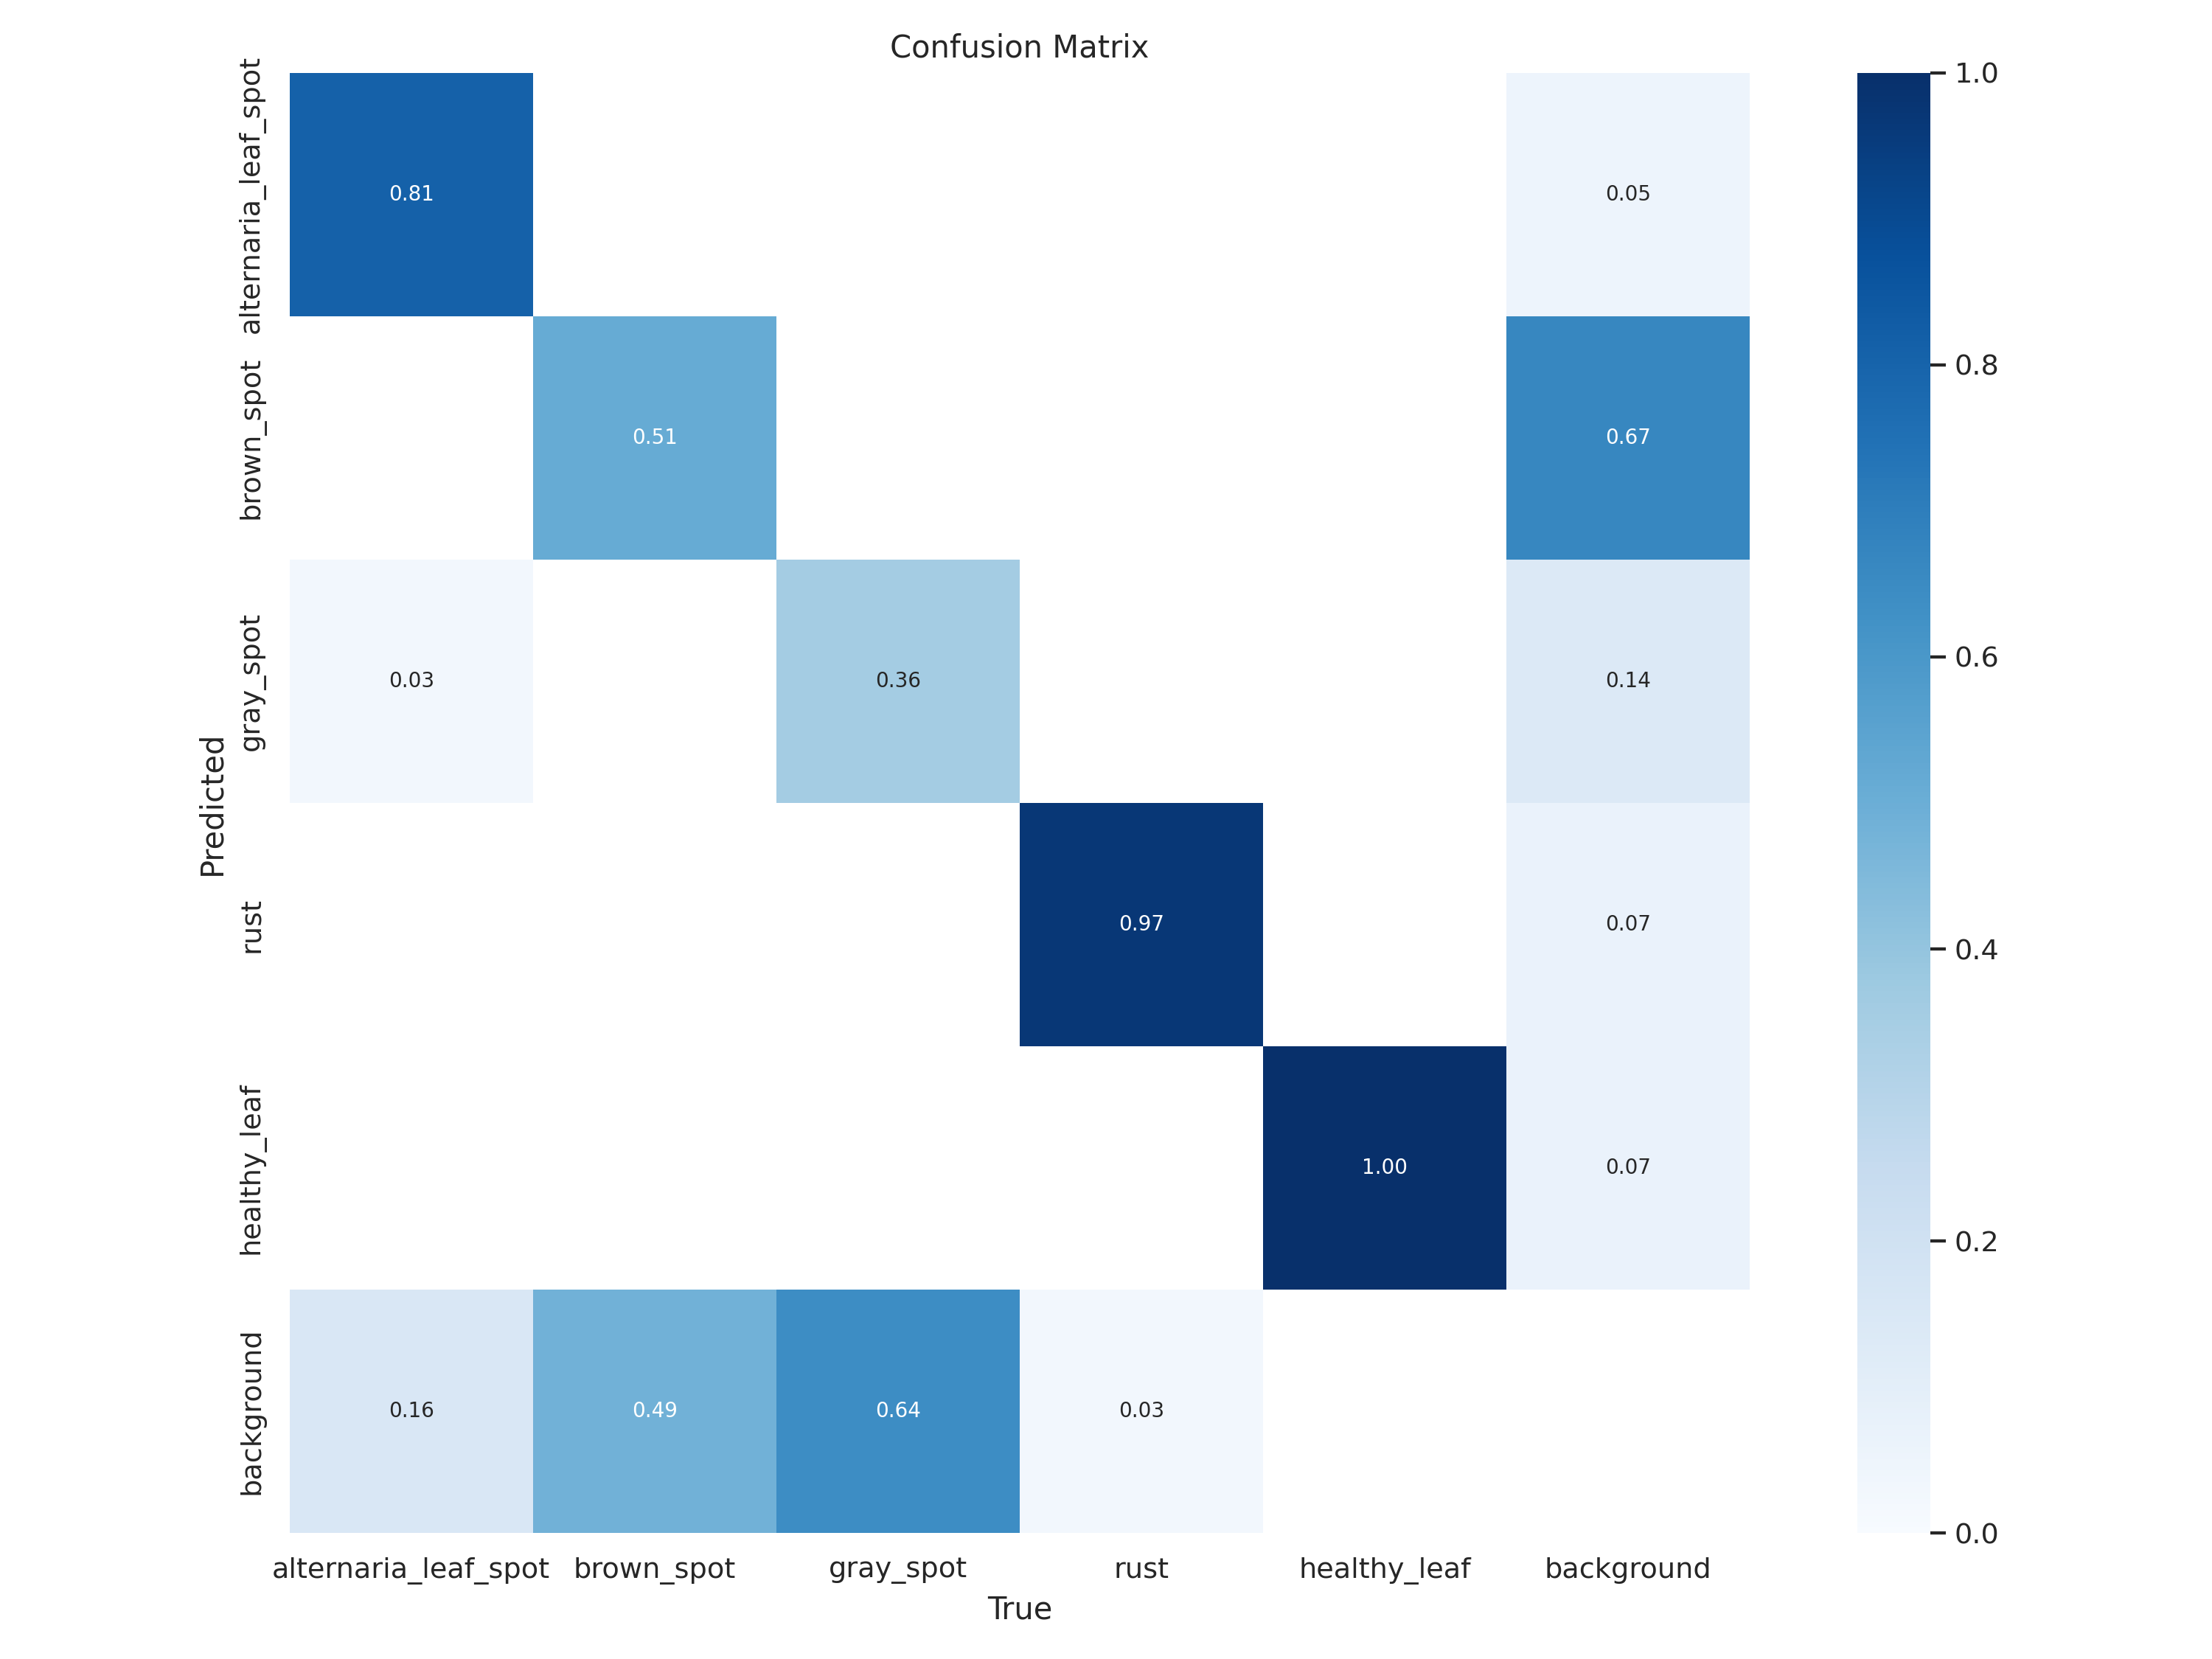 Confusion Matrix
alternaria_leaf_spot
0.81
0.05
1.0
0.8
brown_spot
0.51
0.67
0.6
gray_spot
0.03
0.36
0.14
Predicted
rust
0.97
0.07
0.4
healthy_leaf
1.00
0.07
0.2
background
0.16
0.49
0.64
0.03
0.0
alternaria_leaf_spot brown_spot gray_spot rust healthy_leaf background
True